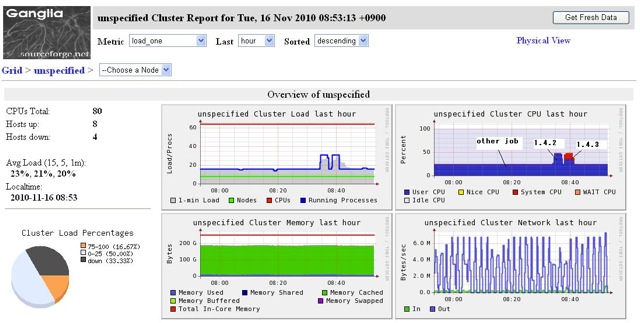 Ganglia
sourceforge.net
unspecified Cluster Report for Tue, 16 Nov 2010 08:53:13 +0900
Get Fresh Data
Metric load_one Last hour Sorted descending
Physical View
Grid > unspecified > --Choose a Node
Overview of unspecified
CPUs Total: 80
Hosts up: 8
Hosts down: 4
Avg Load (15, 5, 1m):
23%, 21%, 20%
Localtime:
2010-11-16 08:53
Cluster Load Percentages
75-100 (16.67%)
0-25 (50.00%)
down (33.33%)
unspecified Cluster Load last hour
Load/Procs
60
40
20
0
08:00 08:20 08:40
1-min Load Nodes CPUs Running Processes
unspecified Cluster CPU last hour
Percent
100
50
0
other job
1.4.2
1.4.3
08:00 08:20 08:40
User CPU Nice CPU System CPU WAIT CPU
Idle CPU
unspecified Cluster Memory last hour
Bytes
200
100
0
08:00 08:20 08:40
Memory Used Memory Shared Memory Cached
Memory Buffered Memory Swapped
Total In-Core Memory
unspecified Cluster Network last hour
Bytes/sec
6.0 M
4.0 M
2.0 M
0.0
08:00 08:20 08:40
In Out